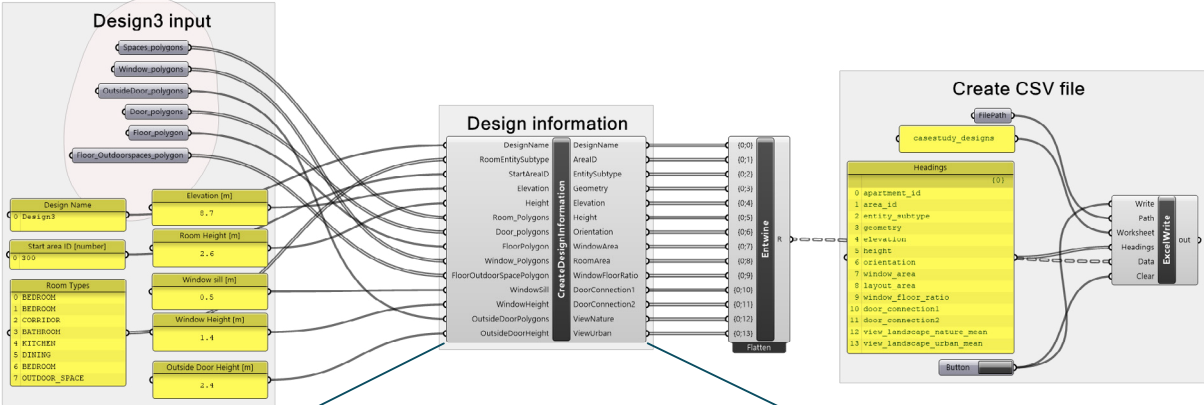 Design3 input
Spaces_polygons
Window_polygons
OutsideDoor_polygons
Door_polygons
Floor_polygon
Floor_Outdoorspaces_polygon
Design Name
0 Design3
Start area ID [number]
0 300
Room Types
0 BEDROOM
1 BEDROOM
2 CORRIDOR
3 BATHROOM
4 KITCHEN
5 DINING
6 BEDROOM
7 OUTDOOR_SPACE
Elevation [m]
8.7
Room Height [m]
2.6
Window sill [m]
0.5
Window Height [m]
1.4
Outside Door Height [m]
2.4
Design information
DesignName
RoomEntitySubtype
StartAreaID
Elevation
Height
Room_Polygons
Door_polygons
FloorPolygon
Window_Polygons
FloorOutdoorSpacePolygon
WindowSill
WindowHeight
OutsideDoorPolygons
OutsideDoorHeight
CreateDesignInformation
DesignName
AreaID
EntitySubtype
Geometry
Elevation
Height
Orientation
WindowArea
RoomArea
WindowFloorRatio
DoorConnection1
DoorConnection2
ViewNature
ViewUrban
{0;0}
{0;1}
{0;2}
{0;3}
{0;4}
{0;5}
{0;6}
{0;7}
{0;8}
{0;9}
{0;10}
{0;11}
{0;12}
{0;13}
Entwine
R
Flatten
Create CSV file
FilePath
casestudy_designs
Headings
{0}
0 apartment_id
1 area_id
2 entity_subtype
3 geometry
4 elevation
5 height
6 orientation
7 window_area
8 layout_area
9 window_floor_ratio
10 door_connection1
11 door_connection2
12 view_landscape_nature_mean
13 view_landscape_urban_mean
Button
Write
Path
Worksheet
Headings
Data
Clear
ExcelWrite
out